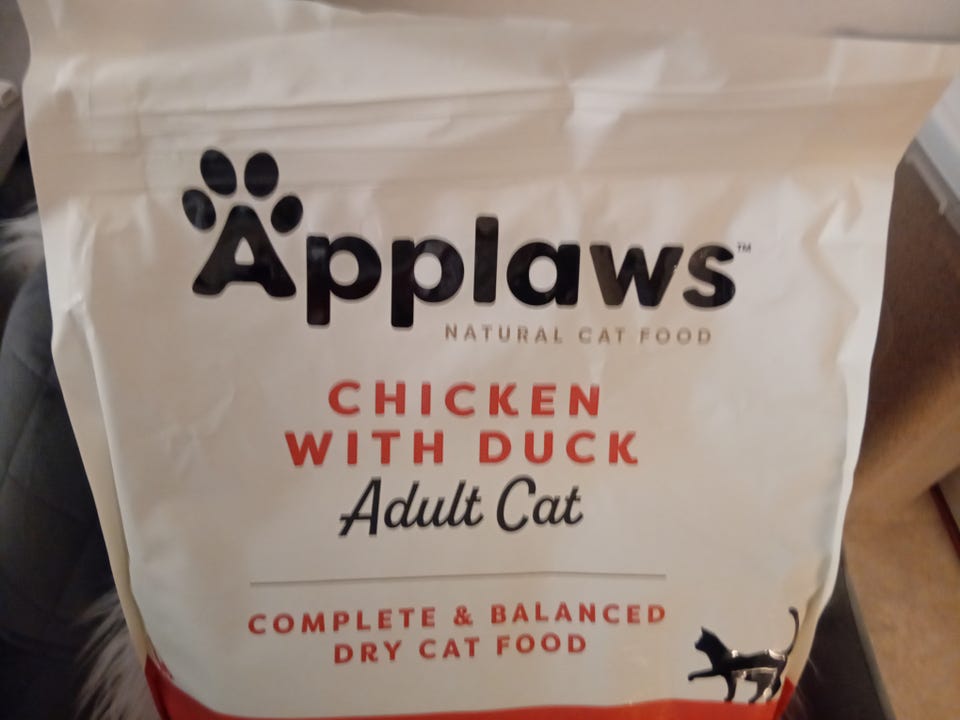 Applaws™
NATURAL CAT FOOD
CHICKEN
WITH DUCK
Adult Cat
COMPLETE & BALANCED
DRY CAT FOOD